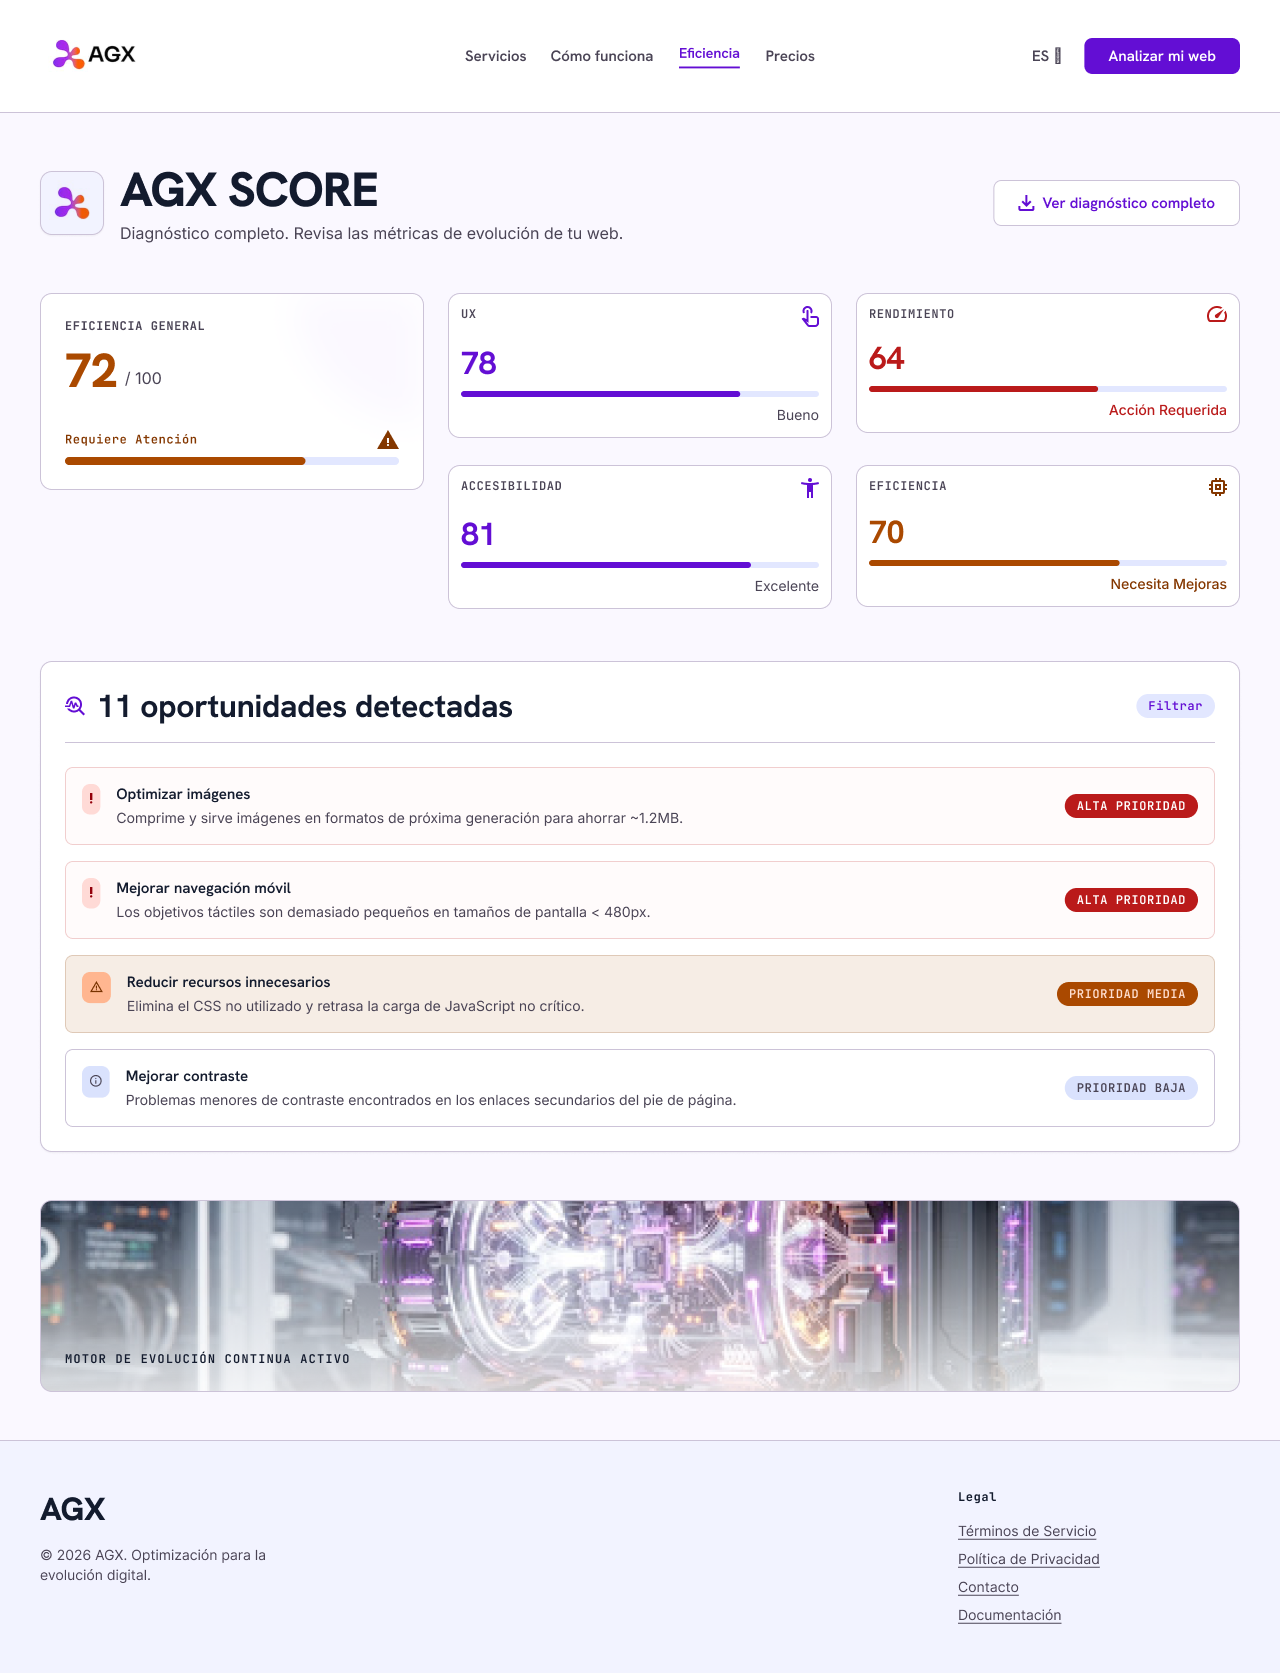 AGX
Servicios
Cómo funciona
Eficiencia
Precios
ES
Analizar mi web
AGX SCORE
Diagnóstico completo. Revisa las métricas de evolución de tu web.
Ver diagnóstico completo
EFICIENCIA GENERAL
72 / 100
Requiere Atención
UX
78
Bueno
RENDIMIENTO
64
Acción Requerida
ACCESIBILIDAD
81
Excelente
EFICIENCIA
70
Necesita Mejoras
11 oportunidades detectadas
Filtrar
Optimizar imágenes
Comprime y sirve imágenes en formatos de próxima generación para ahorrar ~1.2MB.
ALTA PRIORIDAD
Mejorar navegación móvil
Los objetivos táctiles son demasiado pequeños en tamaños de pantalla < 480px.
ALTA PRIORIDAD
Reducir recursos innecesarios
Elimina el CSS no utilizado y retrasa la carga de JavaScript no crítico.
PRIORIDAD MEDIA
Mejorar contraste
Problemas menores de contraste encontrados en los enlaces secundarios del pie de página.
PRIORIDAD BAJA
MOTOR DE EVOLUCIÓN CONTINUA ACTIVO
AGX
© 2026 AGX. Optimización para la
evolución digital.
Legal
Términos de Servicio
Política de Privacidad
Contacto
Documentación